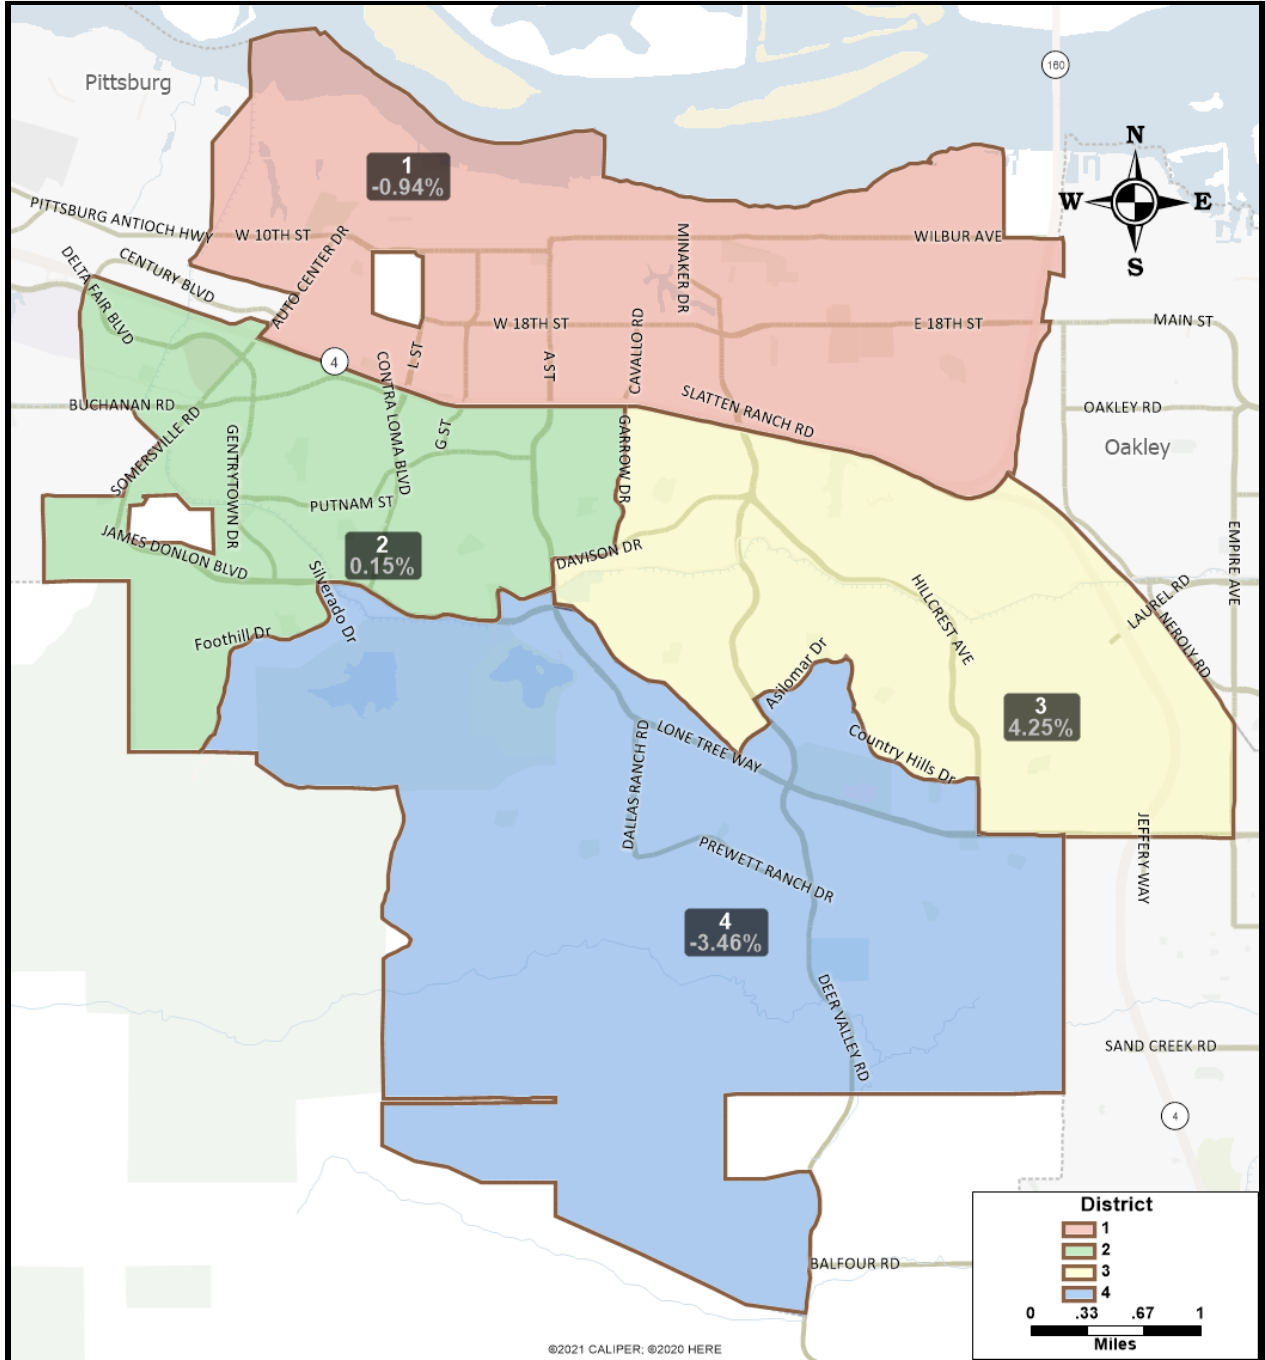 160
Pittsburg
N
W
E
S
1
-0.94%
PITTSBURG ANTIOCH HWY
W 10TH ST
AUTO CENTER DR
MINAKER DR
WILBUR AVE
CENTURY BLVD
DELTA FAIR BLVD
W 18TH ST
E 18TH ST
MAIN ST
CAVALLO RD
L ST
A ST
4
CONTRA LOMA BLVD
BUCHANAN RD
SLATTEN RANCH RD
OAKLEY RD
Oakley
SOMERSVILLE RD
GENTRYTOWN DR
G ST
GARROW DR
PUTNAM ST
JAMES DONLON BLVD
2
0.15%
DAVISON DR
EMPIRE AVE
Silverado Dr
Foothill Dr
HILLCREST AVE
LAUREL RD
NEROLY RD
Asilomar Dr
3
4.25%
LONE TREE WAY
Country Hills Dr
DALLAS RANCH RD
PREWETT RANCH DR
JEFFERY WAY
4
-3.46%
DEER VALLEY RD
SAND CREEK RD
4
BALFOUR RD
District
1
2
3
4
0 .33 .67 1
Miles
©2021 CALIPER; ©2020 HERE